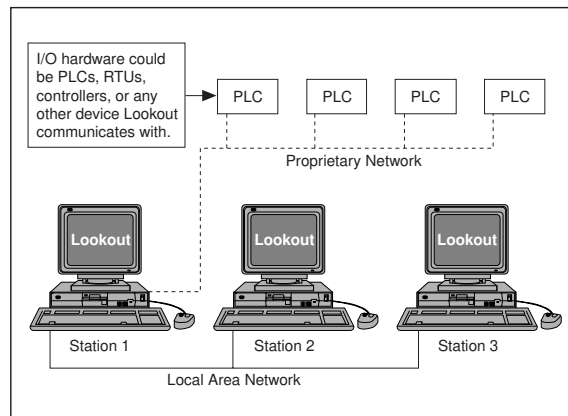 I/O hardware could
be PLCs, RTUs,
controllers, or any
other device Lookout
communicates with.
PLC
PLC
PLC
PLC
Proprietary Network
Lookout
Lookout
Lookout
Station 1
Station 2
Station 3
Local Area Network